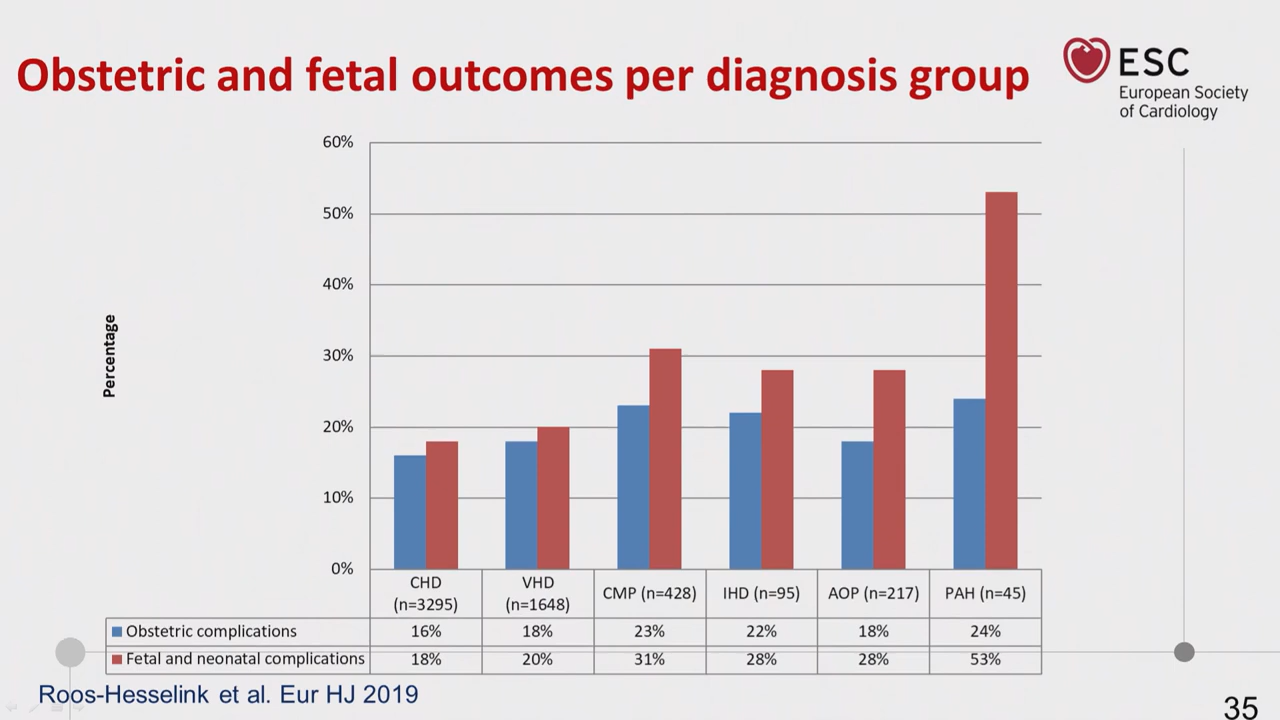 Obstetric and fetal outcomes per diagnosis group
ESC
European Society
of Cardiology
60%
50%
40%
30%
20%
10%
0%
Percentage
CHD
(n=3295)
VHD
(n=1648)
CMP (n=428)
IHD (n=95)
AOP (n=217)
PAH (n=45)
Obstetric complications 16% 18% 23% 22% 18% 24%
Fetal and neonatal complications 18% 20% 31% 28% 28% 53%
Roos-Hesselink et al. Eur HJ 2019
35